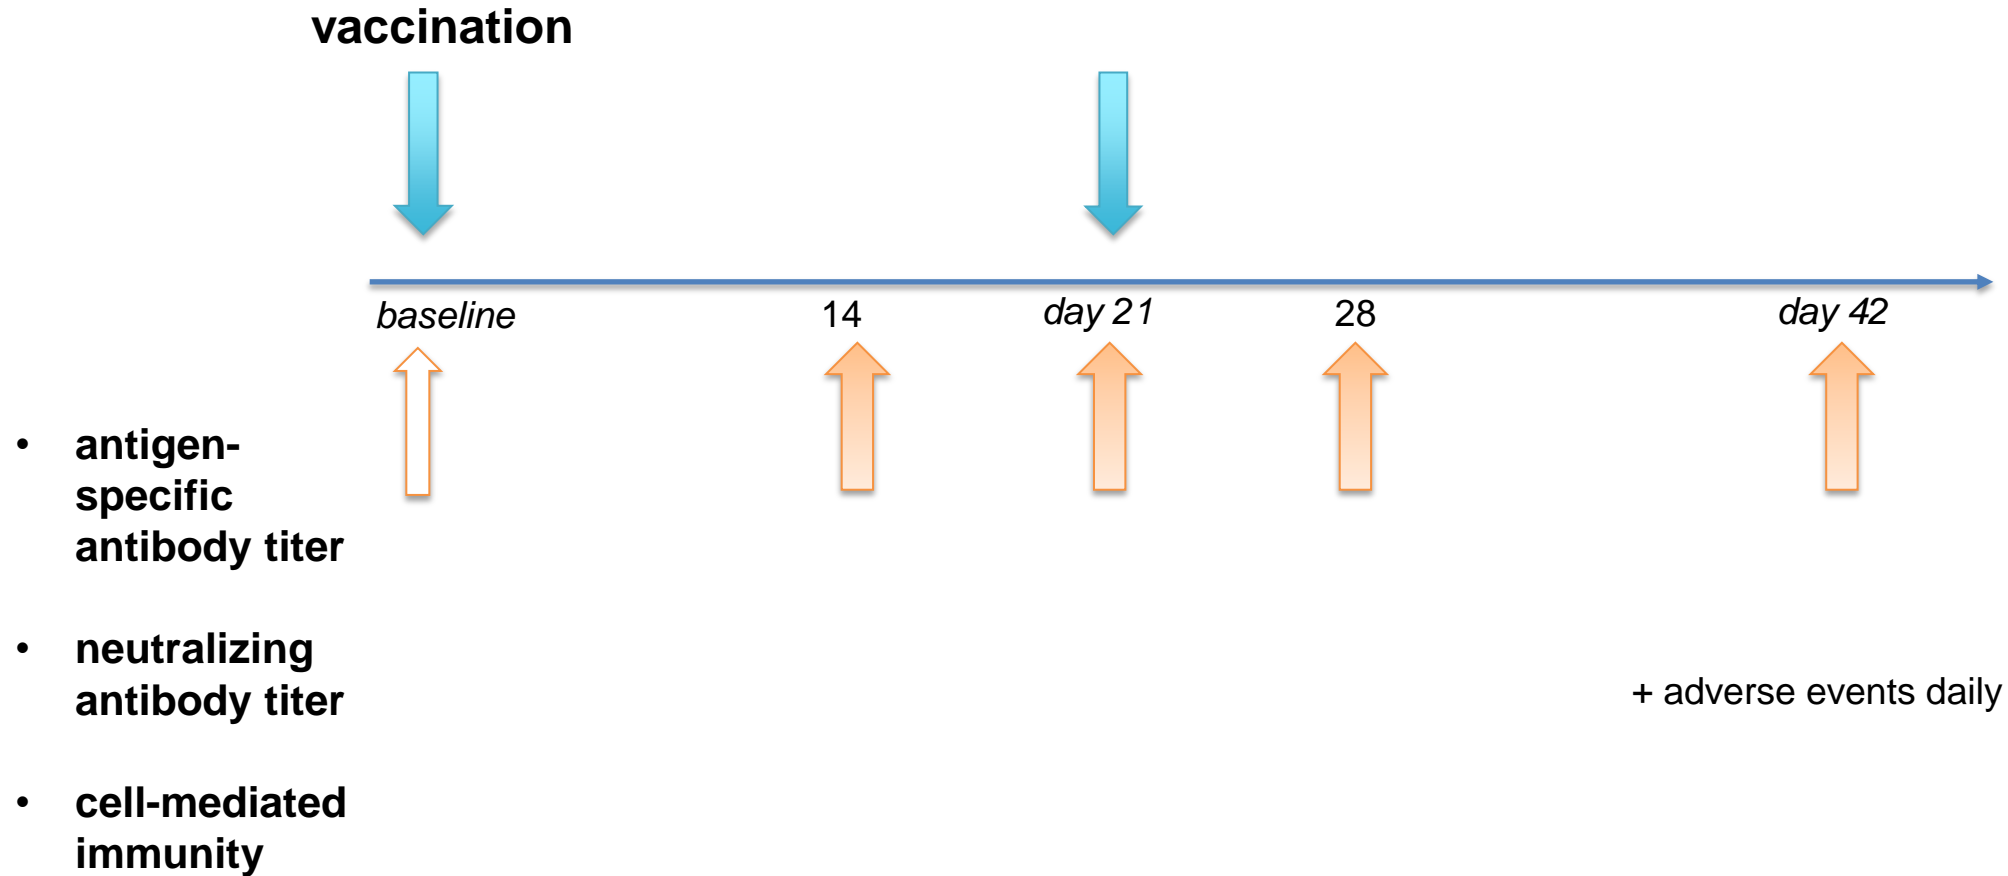 vaccination
baseline
14
day 21
28
day 42
• antigen-
specific
antibody titer
• neutralizing
antibody titer
+ adverse events daily
• cell-mediated
immunity